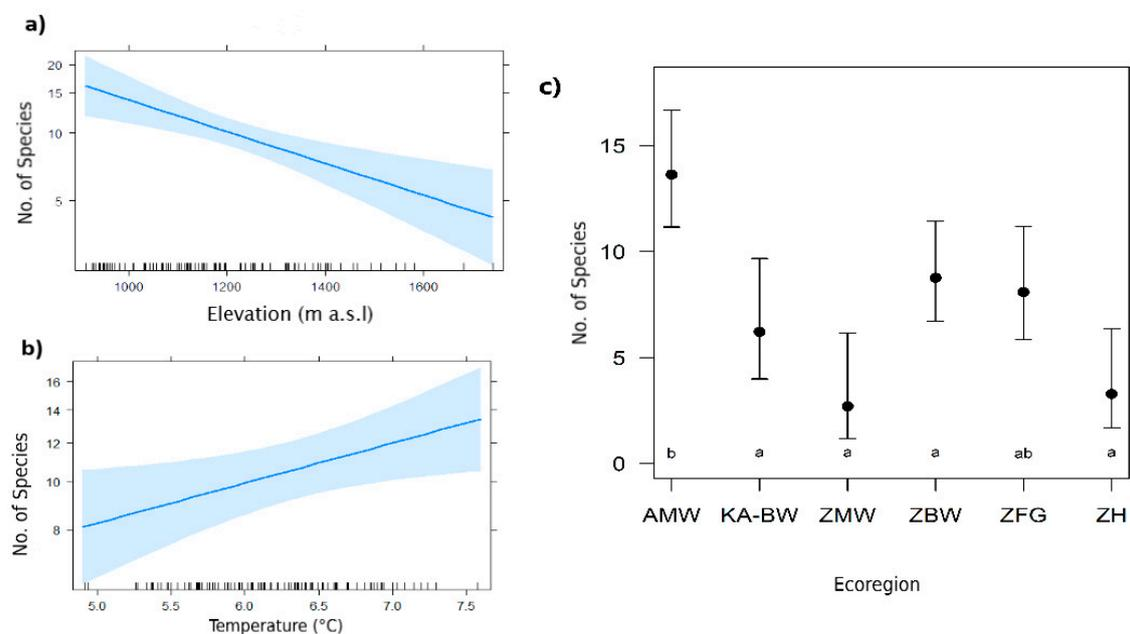 a)
20
15
10
5
No. of Species
1000 1200 1400 1600
Elevation (m a.s.l)
b)
16
14
12
10
8
No. of Species
5.0 5.5 6.0 6.5 7.0 7.5
Temperature (°C)
c)
15
10
5
0
No. of Species
b a a a ab a
AMW KA-BW ZMW ZBW ZFG ZH
Ecoregion